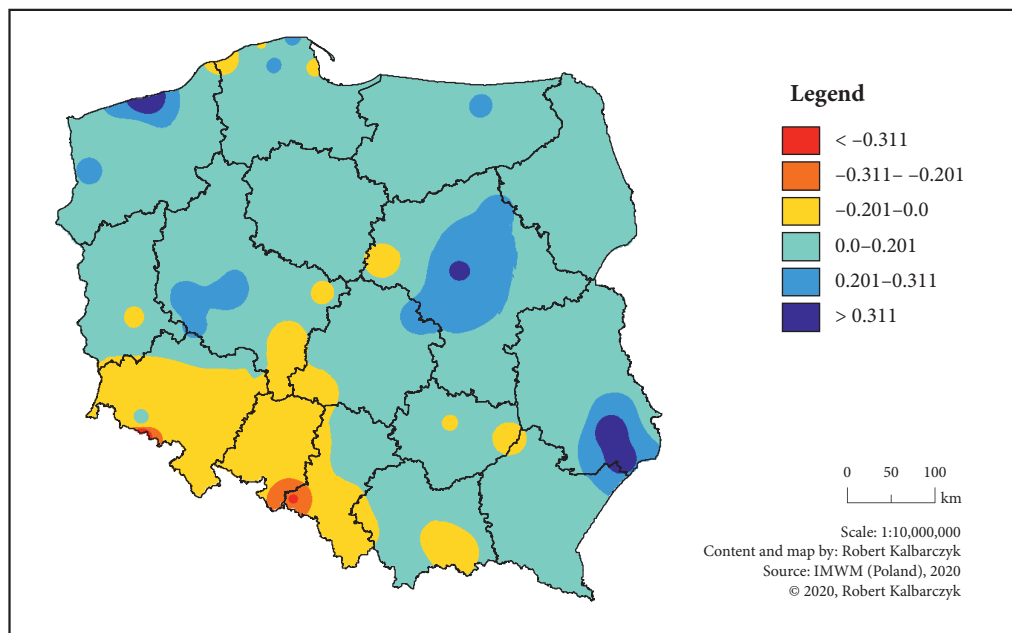 Legend
< –0.311
–0.311– –0.201
–0.201–0.0
0.0–0.201
0.201–0.311
> 0.311
0 50 100
km
Scale: 1:10,000,000
Content and map by: Robert Kalbarczyk
Source: IMWM (Poland), 2020
© 2020, Robert Kalbarczyk